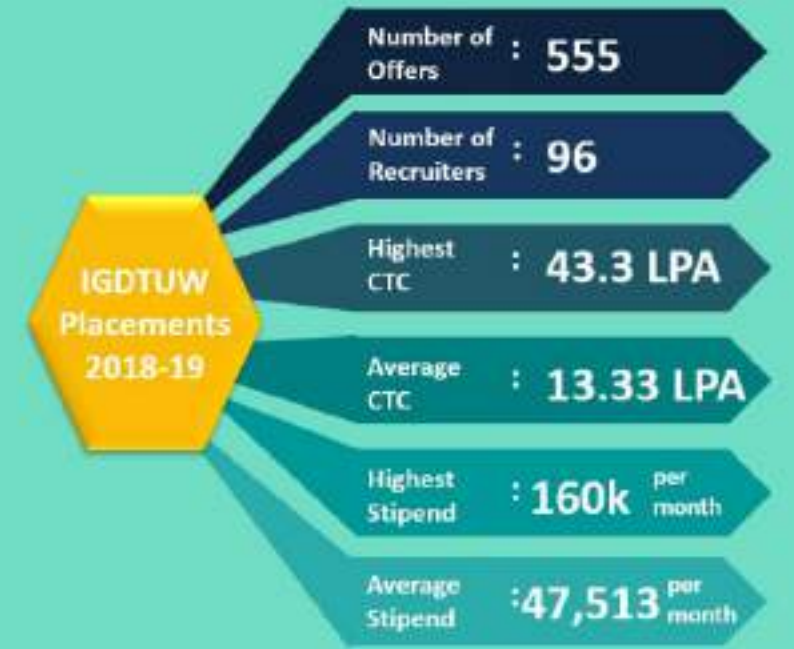 IGDTUW
Placements
2018-19
Number of
Offers : 555
Number of
Recruiters : 96
Highest
CTC : 43.3 LPA
Average
CTC : 13.33 LPA
Highest
Stipend : 160k per
month
Average
Stipend :47,513 per
month